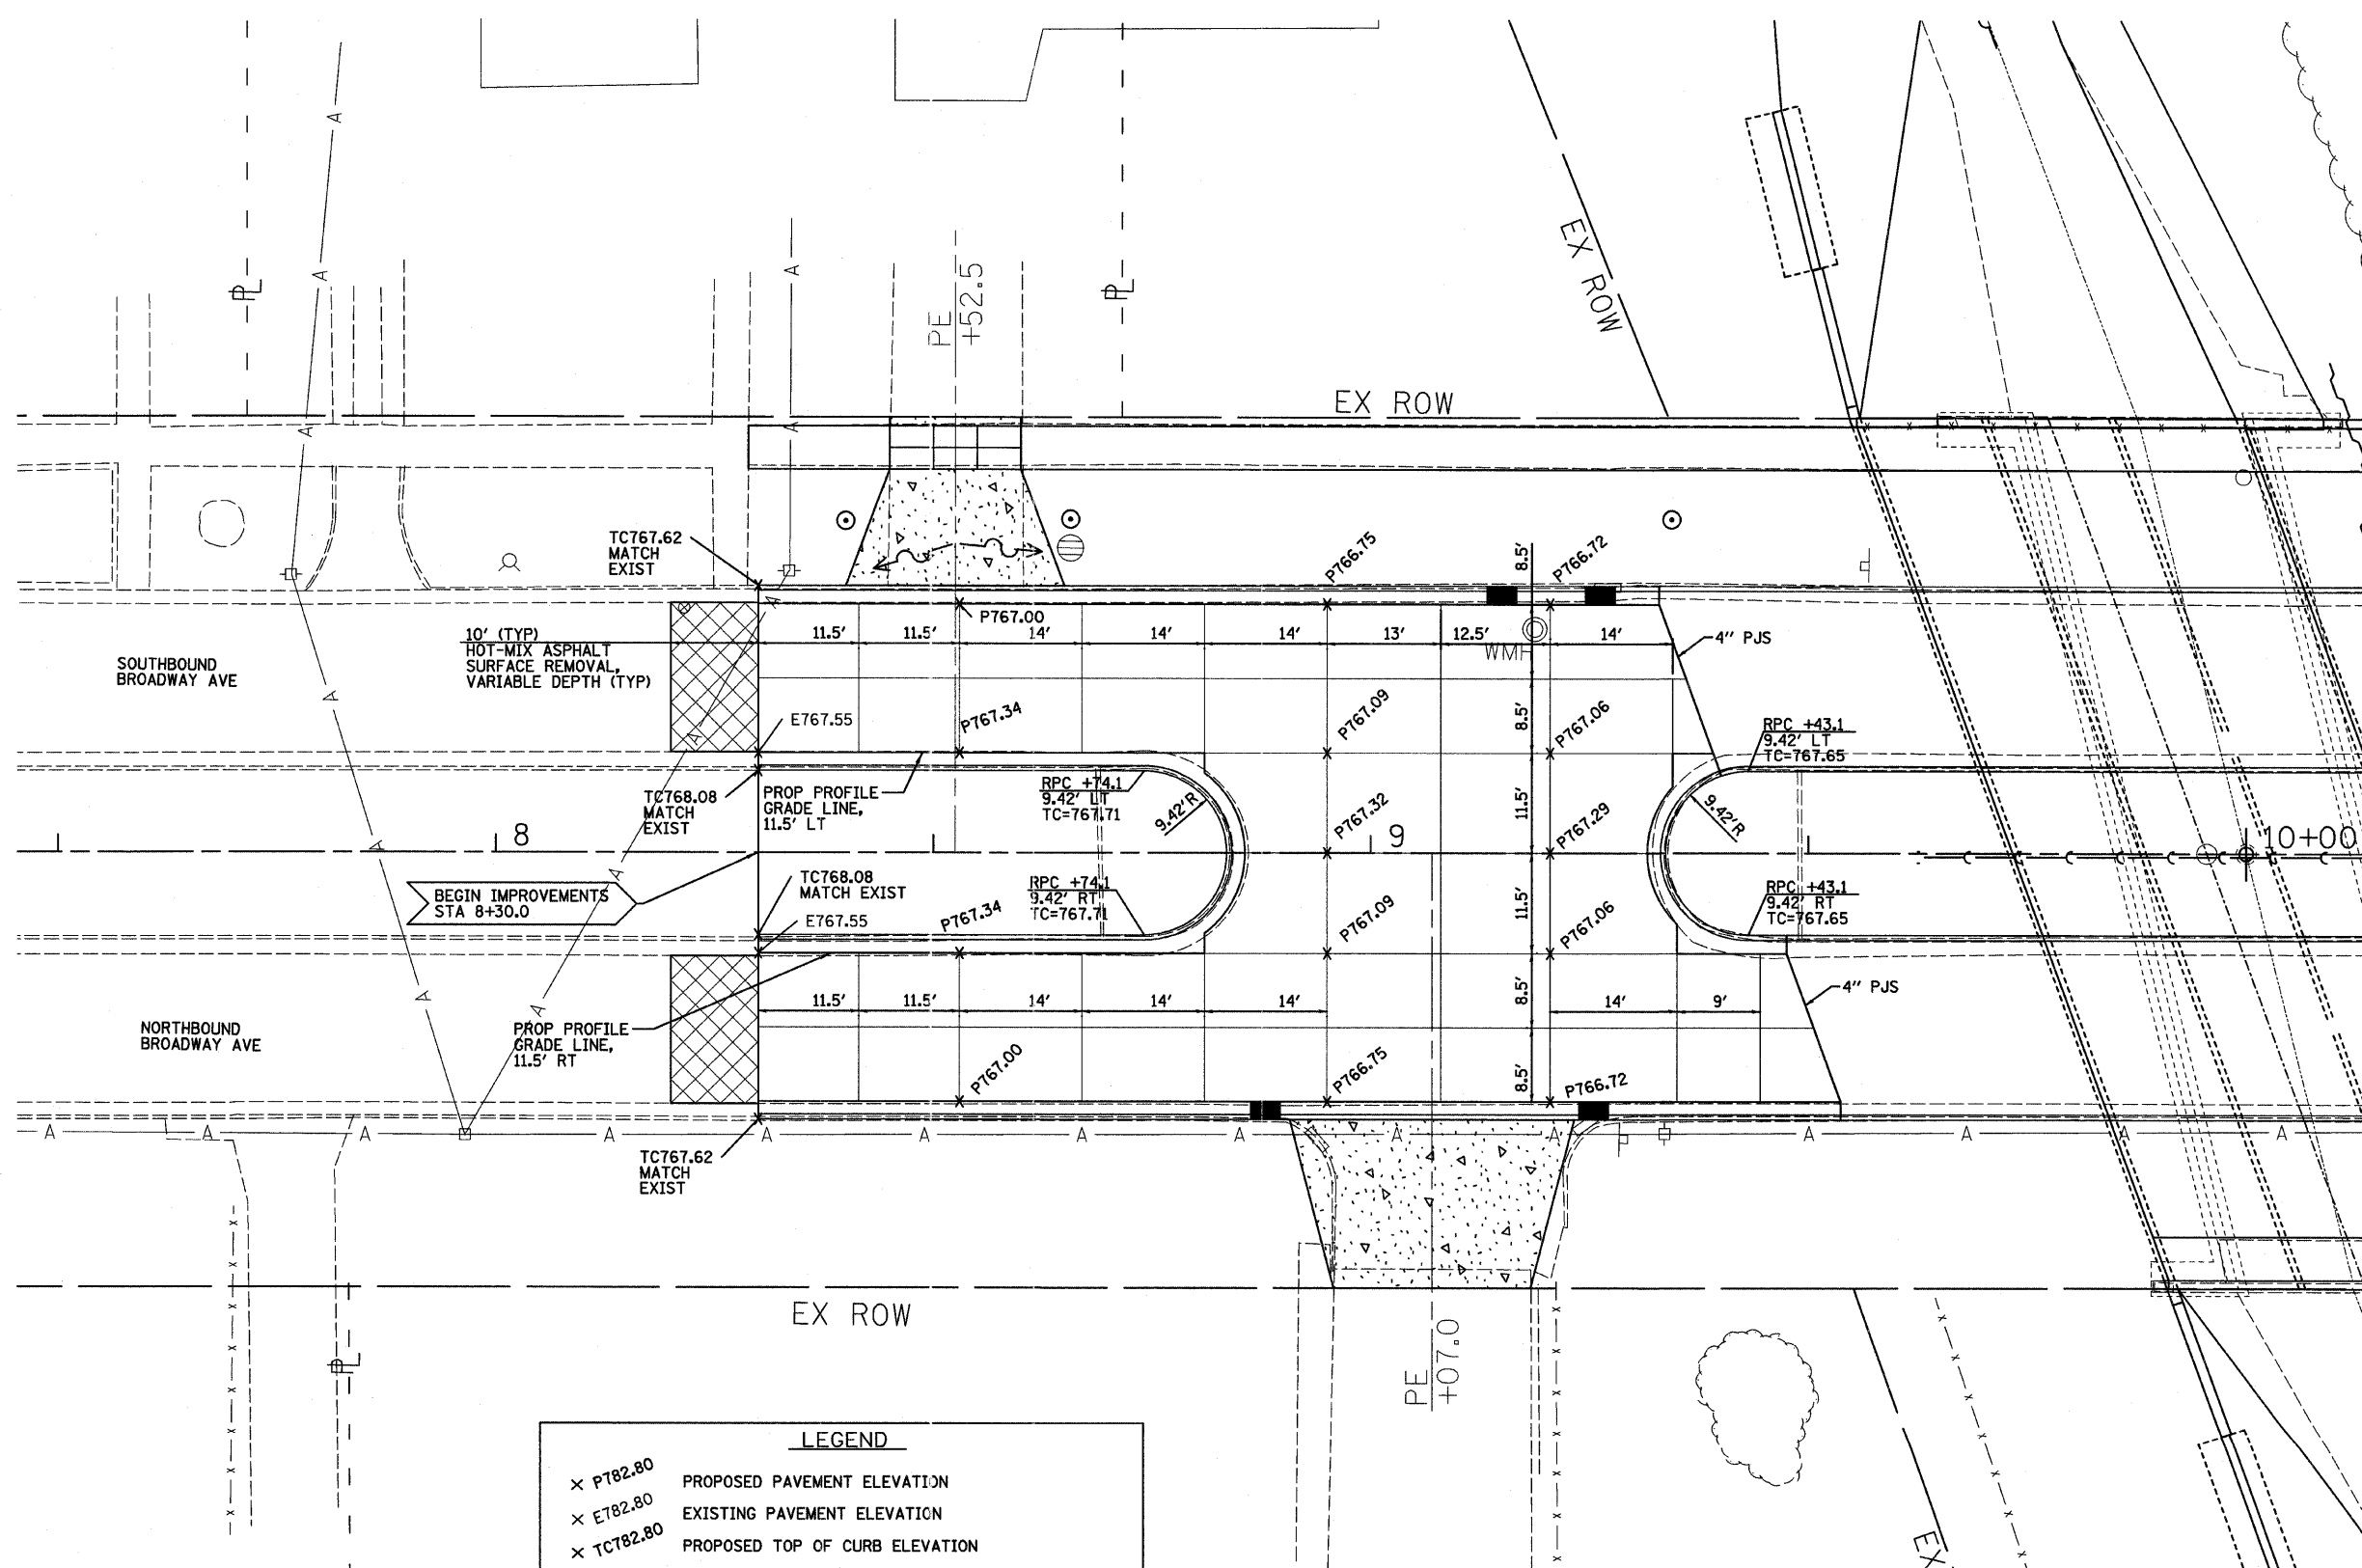 PE
+52.5
EX ROW
EX ROW
TC767.62
MATCH
EXIST
P766.75
P766.72
8.5'
P767.00
10' (TYP)
HOT-MIX ASPHALT
SURFACE REMOVAL,
VARIABLE DEPTH (TYP)
11.5'
11.5'
14'
14'
14'
13'
12.5'
14'
WMH
4" PJS
SOUTHBOUND
BROADWAY AVE
E767.55
P767.34
P767.09
8.5'
P767.06
RPC +43.1
9.42' LT
TC=767.65
TC768.08
MATCH
EXIST
PROP PROFILE
GRADE LINE,
11.5' LT
RPC +74.1
9.42' LT
TC=767.71
9.42'R
P767.32
11.5'
P767.29
9.42'R
8
9
10+00
BEGIN IMPROVEMENTS
STA 8+30.0
TC768.08
MATCH EXIST
E767.55
P767.34
RPC +74.1
9.42' RT
TC=767.71
P767.09
11.5'
P767.06
RPC +43.1
9.42' RT
TC=767.65
11.5'
11.5'
14'
14'
14'
8.5'
14'
9'
4" PJS
NORTHBOUND
BROADWAY AVE
PROP PROFILE
GRADE LINE,
11.5' RT
P767.00
P766.75
8.5'
P766.72
TC767.62
MATCH
EXIST
EX ROW
PE
+07.0
EX
LEGEND
P782.80 PROPOSED PAVEMENT ELEVATION
E782.80 EXISTING PAVEMENT ELEVATION
TC782.80 PROPOSED TOP OF CURB ELEVATION